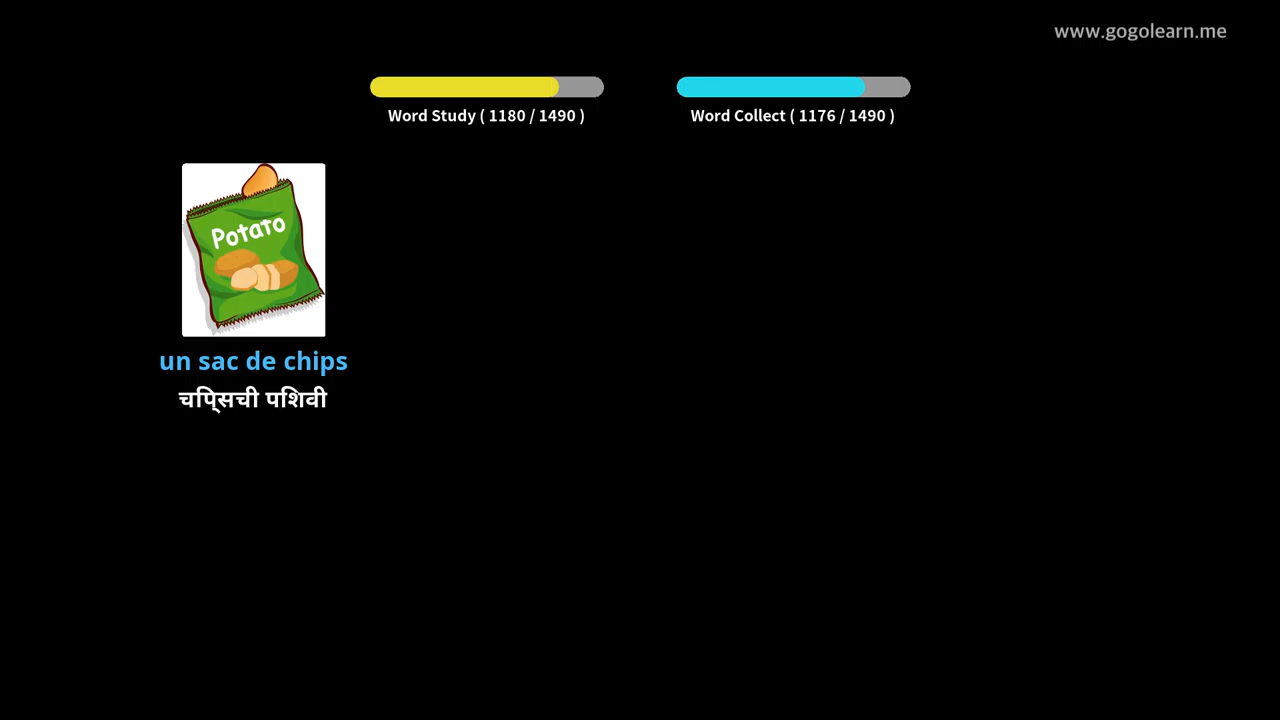 www.gogolearn.me
Word Study ( 1180 / 1490 )
Word Collect ( 1176 / 1490 )
Potato
un sac de chips
चिप्सची पिशवी